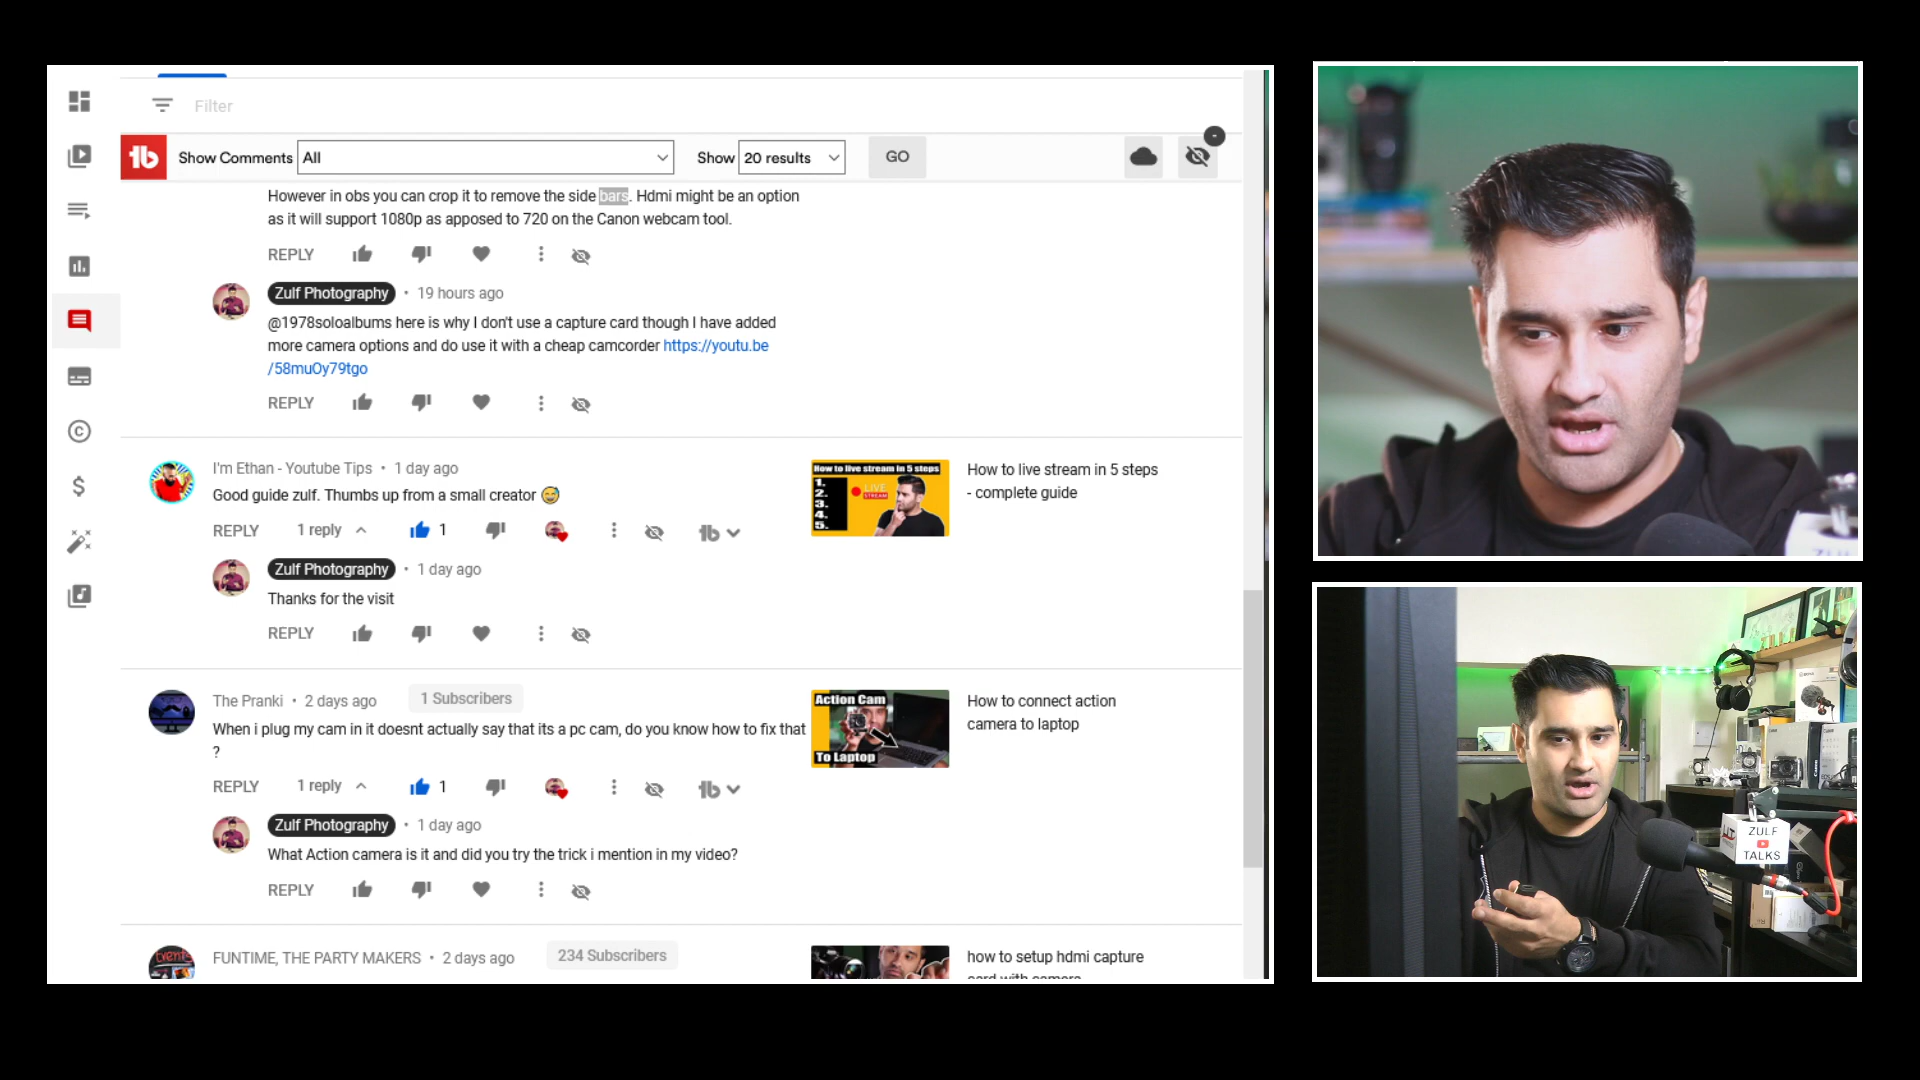 Filter
Show Comments All Show 20 results GO
However in obs you can crop it to remove the side bars. Hdmi might be an option
as it will support 1080p as apposed to 720 on the Canon webcam tool.
REPLY
Zulf Photography • 19 hours ago
@1978soloalbums here is why I don't use a capture card though I have added
more camera options and do use it with a cheap camcorder https://youtu.be
/58muOy79tgo
REPLY
I'm Ethan - Youtube Tips • 1 day ago
Good guide zulf. Thumbs up from a small creator
REPLY 1 reply 1
How to live stream in 5 steps
1.
2.
3.
4.
5.
LIVE
STREAM
How to live stream in 5 steps
- complete guide
Zulf Photography • 1 day ago
Thanks for the visit
REPLY
The Pranki • 2 days ago 1 Subscribers
When i plug my cam in it doesnt actually say that its a pc cam, do you know how to fix that
?
REPLY 1 reply 1
Action Cam
To Laptop
How to connect action
camera to laptop
Zulf Photography • 1 day ago
What Action camera is it and did you try the trick i mention in my video?
REPLY
FUNTIME, THE PARTY MAKERS • 2 days ago 234 Subscribers
how to setup hdmi capture
card with camera
ZULF
TALKS